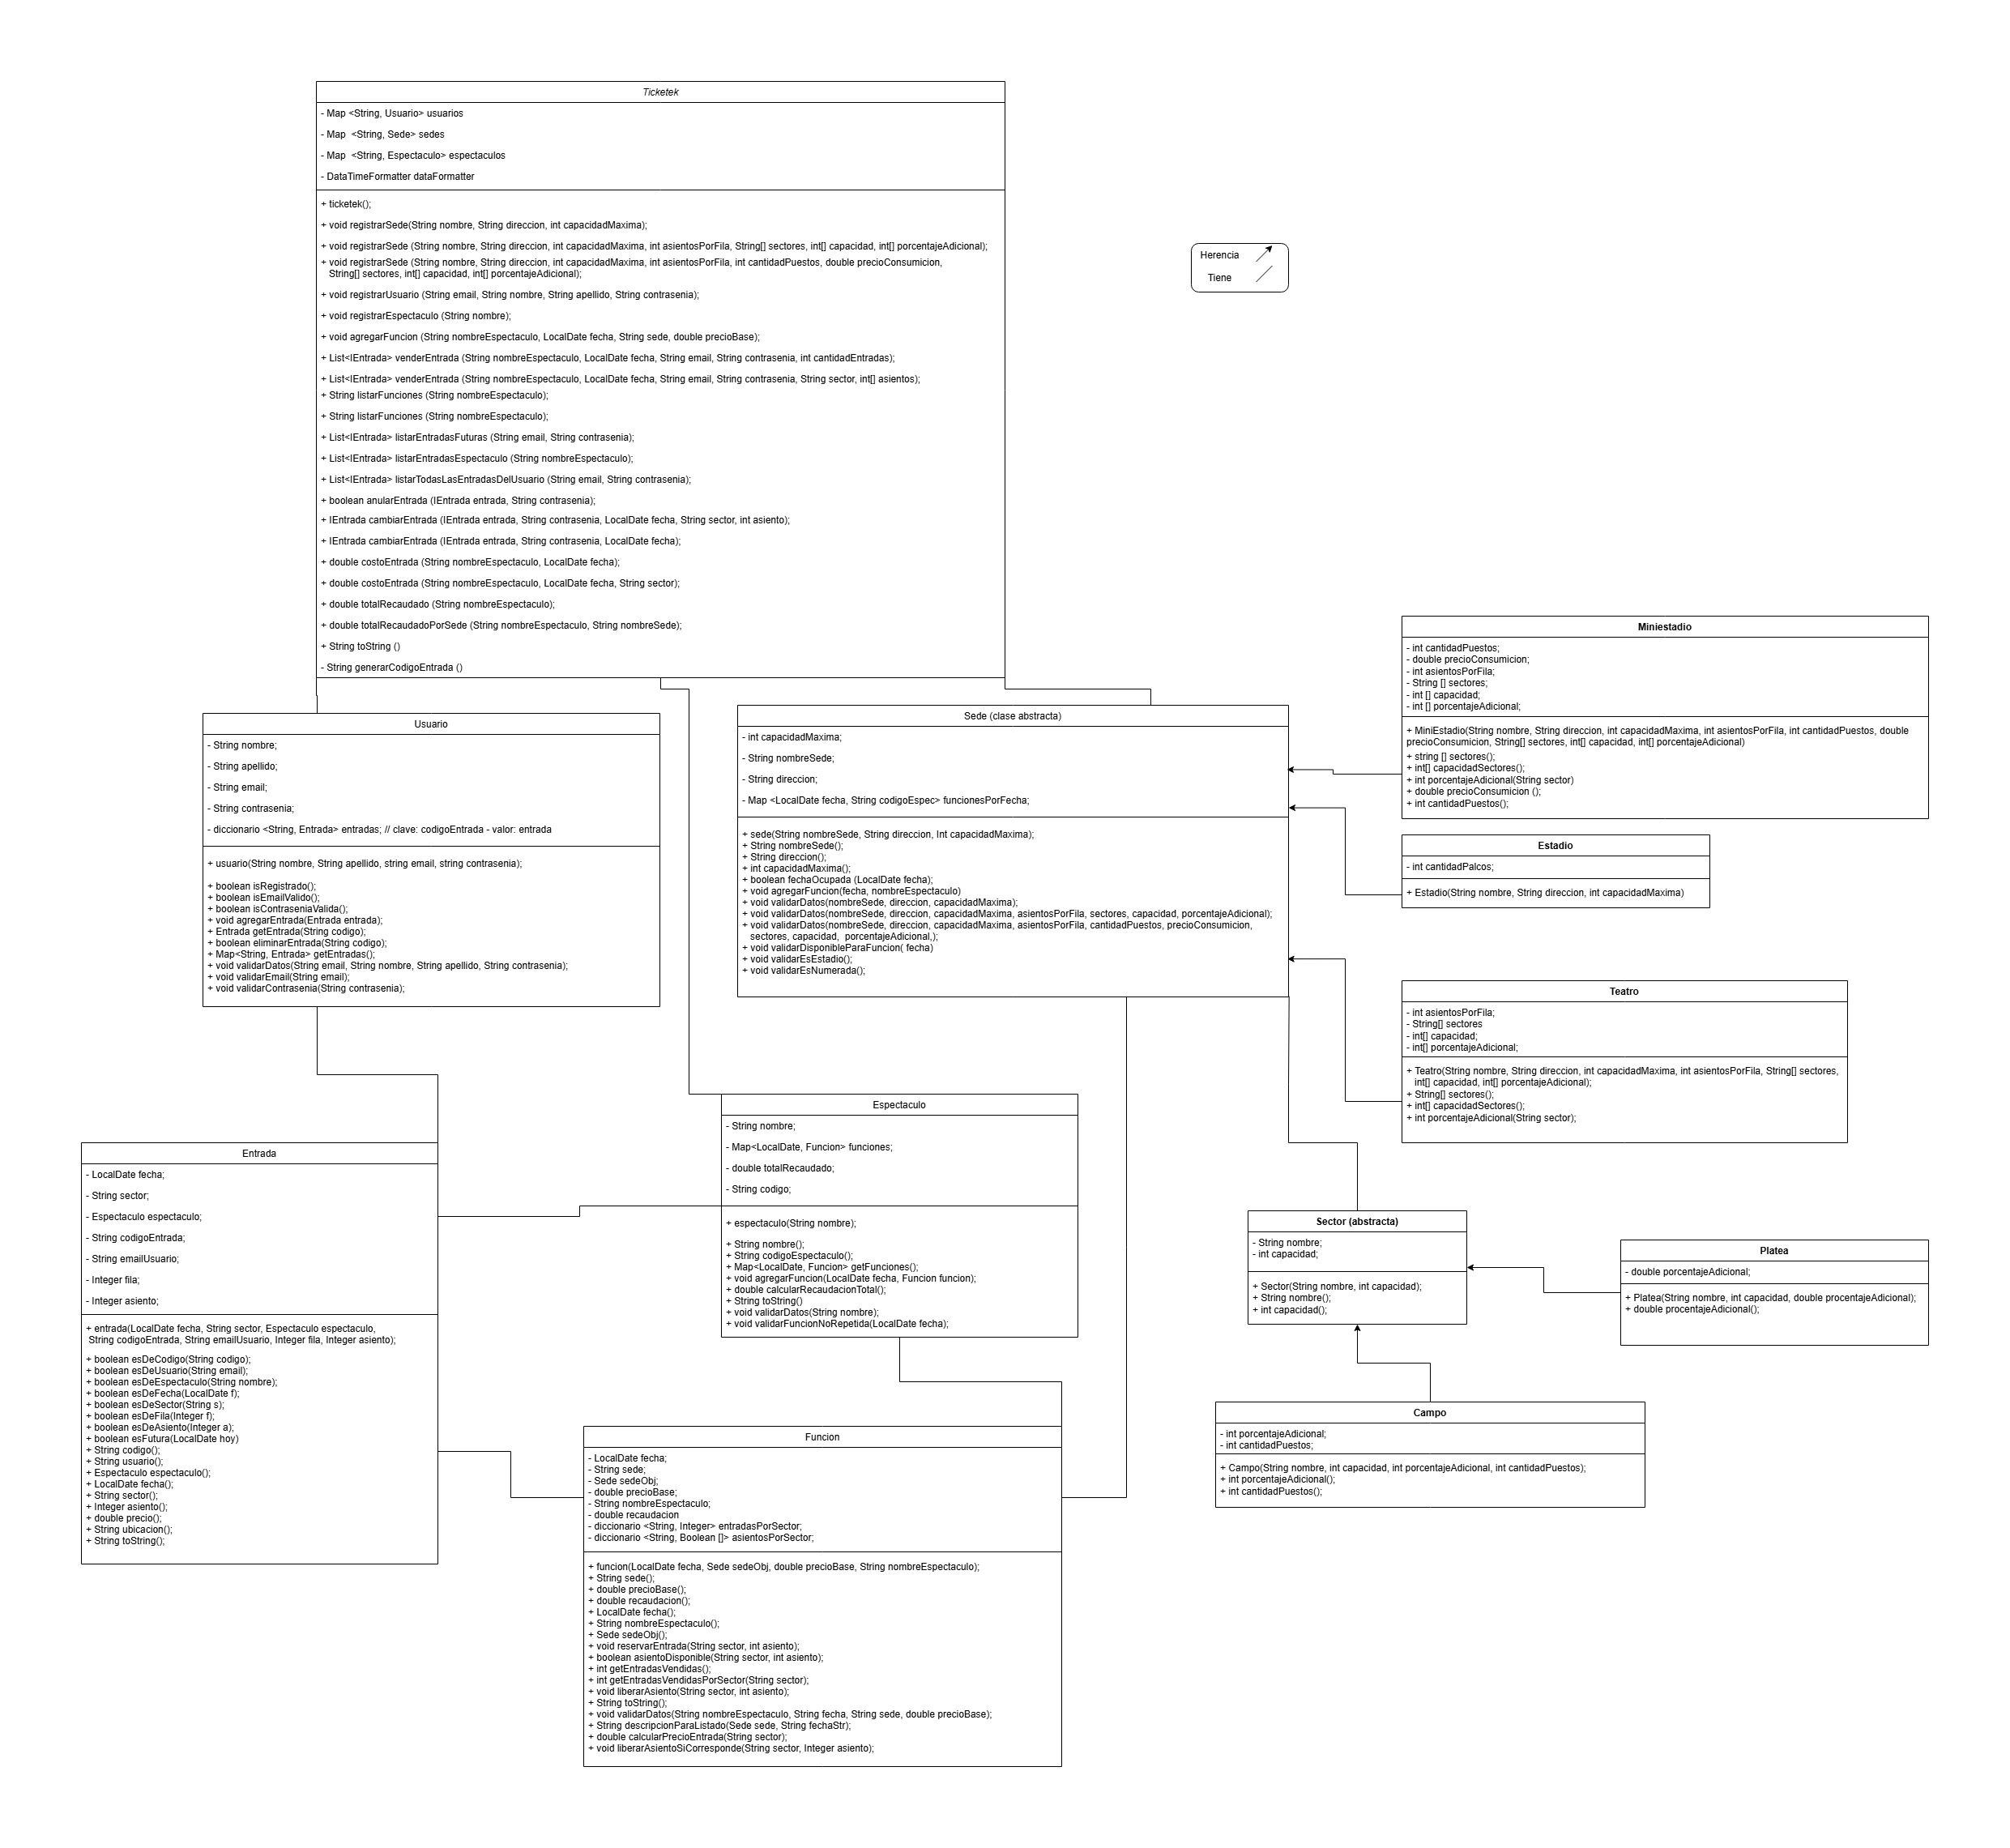 Ticketek
- Map <String, Usuario> usuarios
- Map  <String, Sede> sedes
- Map  <String, Espectaculo> espectaculos
- DataTimeFormatter dataFormatter
+ ticketek();
+ void registrarSede(String nombre, String direccion, int capacidadMaxima);
+ void registrarSede (String nombre, String direccion, int capacidadMaxima, int asientosPorFila, String[] sectores, int[] capacidad, int[] porcentajeAdicional);
+ void registrarSede (String nombre, String direccion, int capacidadMaxima, int asientosPorFila, int cantidadPuestos, double precioConsumicion,
String[] sectores, int[] capacidad, int[] porcentajeAdicional);
+ void registrarUsuario (String email, String nombre, String apellido, String contrasenia);
+ void registrarEspectaculo (String nombre);
+ void agregarFuncion (String nombreEspectaculo, LocalDate fecha, String sede, double precioBase);
+ List<IEntrada> venderEntrada (String nombreEspectaculo, LocalDate fecha, String email, String contrasenia, int cantidadEntradas);
+ List<IEntrada> venderEntrada (String nombreEspectaculo, LocalDate fecha, String email, String contrasenia, String sector, int[] asientos);
+ String listarFunciones (String nombreEspectaculo);
+ String listarFunciones (String nombreEspectaculo);
+ List<IEntrada> listarEntradasFuturas (String email, String contrasenia);
+ List<IEntrada> listarEntradasEspectaculo (String nombreEspectaculo);
+ List<IEntrada> listarTodasLasEntradasDelUsuario (String email, String contrasenia);
+ boolean anularEntrada (IEntrada entrada, String contrasenia);
+ IEntrada cambiarEntrada (IEntrada entrada, String contrasenia, LocalDate fecha, String sector, int asiento);
+ IEntrada cambiarEntrada (IEntrada entrada, String contrasenia, LocalDate fecha);
+ double costoEntrada (String nombreEspectaculo, LocalDate fecha);
+ double costoEntrada (String nombreEspectaculo, LocalDate fecha, String sector);
+ double totalRecaudado (String nombreEspectaculo);
+ double totalRecaudadoPorSede (String nombreEspectaculo, String nombreSede);
+ String toString ()
- String generarCodigoEntrada ()
Herencia
Tiene
Usuario
- String nombre;
- String apellido;
- String email;
- String contrasenia;
- diccionario <String, Entrada> entradas; // clave: codigoEntrada - valor: entrada
+ usuario(String nombre, String apellido, string email, string contrasenia);
+ boolean isRegistrado();
+ boolean isEmailValido();
+ boolean isContraseniaValida();
+ void agregarEntrada(Entrada entrada);
+ Entrada getEntrada(String codigo);
+ boolean eliminarEntrada(String codigo);
+ Map<String, Entrada> getEntradas();
+ void validarDatos(String email, String nombre, String apellido, String contrasenia);
+ void validarEmail(String email);
+ void validarContrasenia(String contrasenia);
Sede (clase abstracta)
- int capacidadMaxima;
- String nombreSede;
- String direccion;
- Map <LocalDate fecha, String codigoEspec> funcionesPorFecha;
+ sede(String nombreSede, String direccion, Int capacidadMaxima);
+ String nombreSede();
+ String direccion();
+ int capacidadMaxima();
+ boolean fechaOcupada (LocalDate fecha);
+ void agregarFuncion(fecha, nombreEspectaculo)
+ void validarDatos(nombreSede, direccion, capacidadMaxima);
+ void validarDatos(nombreSede, direccion, capacidadMaxima, asientosPorFila, sectores, capacidad, porcentajeAdicional);
+ void validarDatos(nombreSede, direccion, capacidadMaxima, asientosPorFila, cantidadPuestos, precioConsumicion,
sectores, capacidad,  porcentajeAdicional,);
+ void validarDisponibleParaFuncion( fecha)
+ void validarEsEstadio();
+ void validarEsNumerada();
Miniestadio
- int cantidadPuestos;
- double precioConsumicion;
- int asientosPorFila;
- String [] sectores;
- int [] capacidad;
- int [] porcentajeAdicional;
+ MiniEstadio(String nombre, String direccion, int capacidadMaxima, int asientosPorFila, int cantidadPuestos, double
precioConsumicion, String[] sectores, int[] capacidad, int[] porcentajeAdicional)
+ string [] sectores();
+ int[] capacidadSectores();
+ int porcentajeAdicional(String sector)
+ double precioConsumicion ();
+ int cantidadPuestos();
Estadio
- int cantidadPalcos;
+ Estadio(String nombre, String direccion, int capacidadMaxima)
Teatro
- int asientosPorFila;
- String[] sectores
- int[] capacidad;
- int[] porcentajeAdicional;
+ Teatro(String nombre, String direccion, int capacidadMaxima, int asientosPorFila, String[] sectores,
int[] capacidad, int[] porcentajeAdicional);
+ String[] sectores();
+ int[] capacidadSectores();
+ int porcentajeAdicional(String sector);
Espectaculo
- String nombre;
- Map<LocalDate, Funcion> funciones;
- double totalRecaudado;
- String codigo;
+ espectaculo(String nombre);
+ String nombre();
+ String codigoEspectaculo();
+ Map<LocalDate, Funcion> getFunciones();
+ void agregarFuncion(LocalDate fecha, Funcion funcion);
+ double calcularRecaudacionTotal();
+ String toString()
+ void validarDatos(String nombre);
+ void validarFuncionNoRepetida(LocalDate fecha);
Entrada
- LocalDate fecha;
- String sector;
- Espectaculo espectaculo;
- String codigoEntrada;
- String emailUsuario;
- Integer fila;
- Integer asiento;
+ entrada(LocalDate fecha, String sector, Espectaculo espectaculo,
String codigoEntrada, String emailUsuario, Integer fila, Integer asiento);
+ boolean esDeCodigo(String codigo);
+ boolean esDeUsuario(String email);
+ boolean esDeEspectaculo(String nombre);
+ boolean esDeFecha(LocalDate f);
+ boolean esDeSector(String s);
+ boolean esDeFila(Integer f);
+ boolean esDeAsiento(Integer a);
+ boolean esFutura(LocalDate hoy)
+ String codigo();
+ String usuario();
+ Espectaculo espectaculo();
+ LocalDate fecha();
+ String sector();
+ Integer asiento();
+ double precio();
+ String ubicacion();
+ String toString();
Sector (abstracta)
- String nombre;
- int capacidad;
+ Sector(String nombre, int capacidad);
+ String nombre();
+ int capacidad();
Platea
- double porcentajeAdicional;
+ Platea(String nombre, int capacidad, double procentajeAdicional);
+ double procentajeAdicional();
Campo
- int porcentajeAdicional;
- int cantidadPuestos;
+ Campo(String nombre, int capacidad, int porcentajeAdicional, int cantidadPuestos);
+ int porcentajeAdicional();
+ int cantidadPuestos();
Funcion
- LocalDate fecha;
- String sede;
- Sede sedeObj;
- double precioBase;
- String nombreEspectaculo;
- double recaudacion
- diccionario <String, Integer> entradasPorSector;
- diccionario <String, Boolean []> asientosPorSector;
+ funcion(LocalDate fecha, Sede sedeObj, double precioBase, String nombreEspectaculo);
+ String sede();
+ double precioBase();
+ double recaudacion();
+ LocalDate fecha();
+ String nombreEspectaculo();
+ Sede sedeObj();
+ void reservarEntrada(String sector, int asiento);
+ boolean asientoDisponible(String sector, int asiento);
+ int getEntradasVendidas();
+ int getEntradasVendidasPorSector(String sector);
+ void liberarAsiento(String sector, int asiento);
+ String toString();
+ void validarDatos(String nombreEspectaculo, String fecha, String sede, double precioBase);
+ String descripcionParaListado(Sede sede, String fechaStr);
+ double calcularPrecioEntrada(String sector);
+ void liberarAsientoSiCorresponde(String sector, Integer asiento);